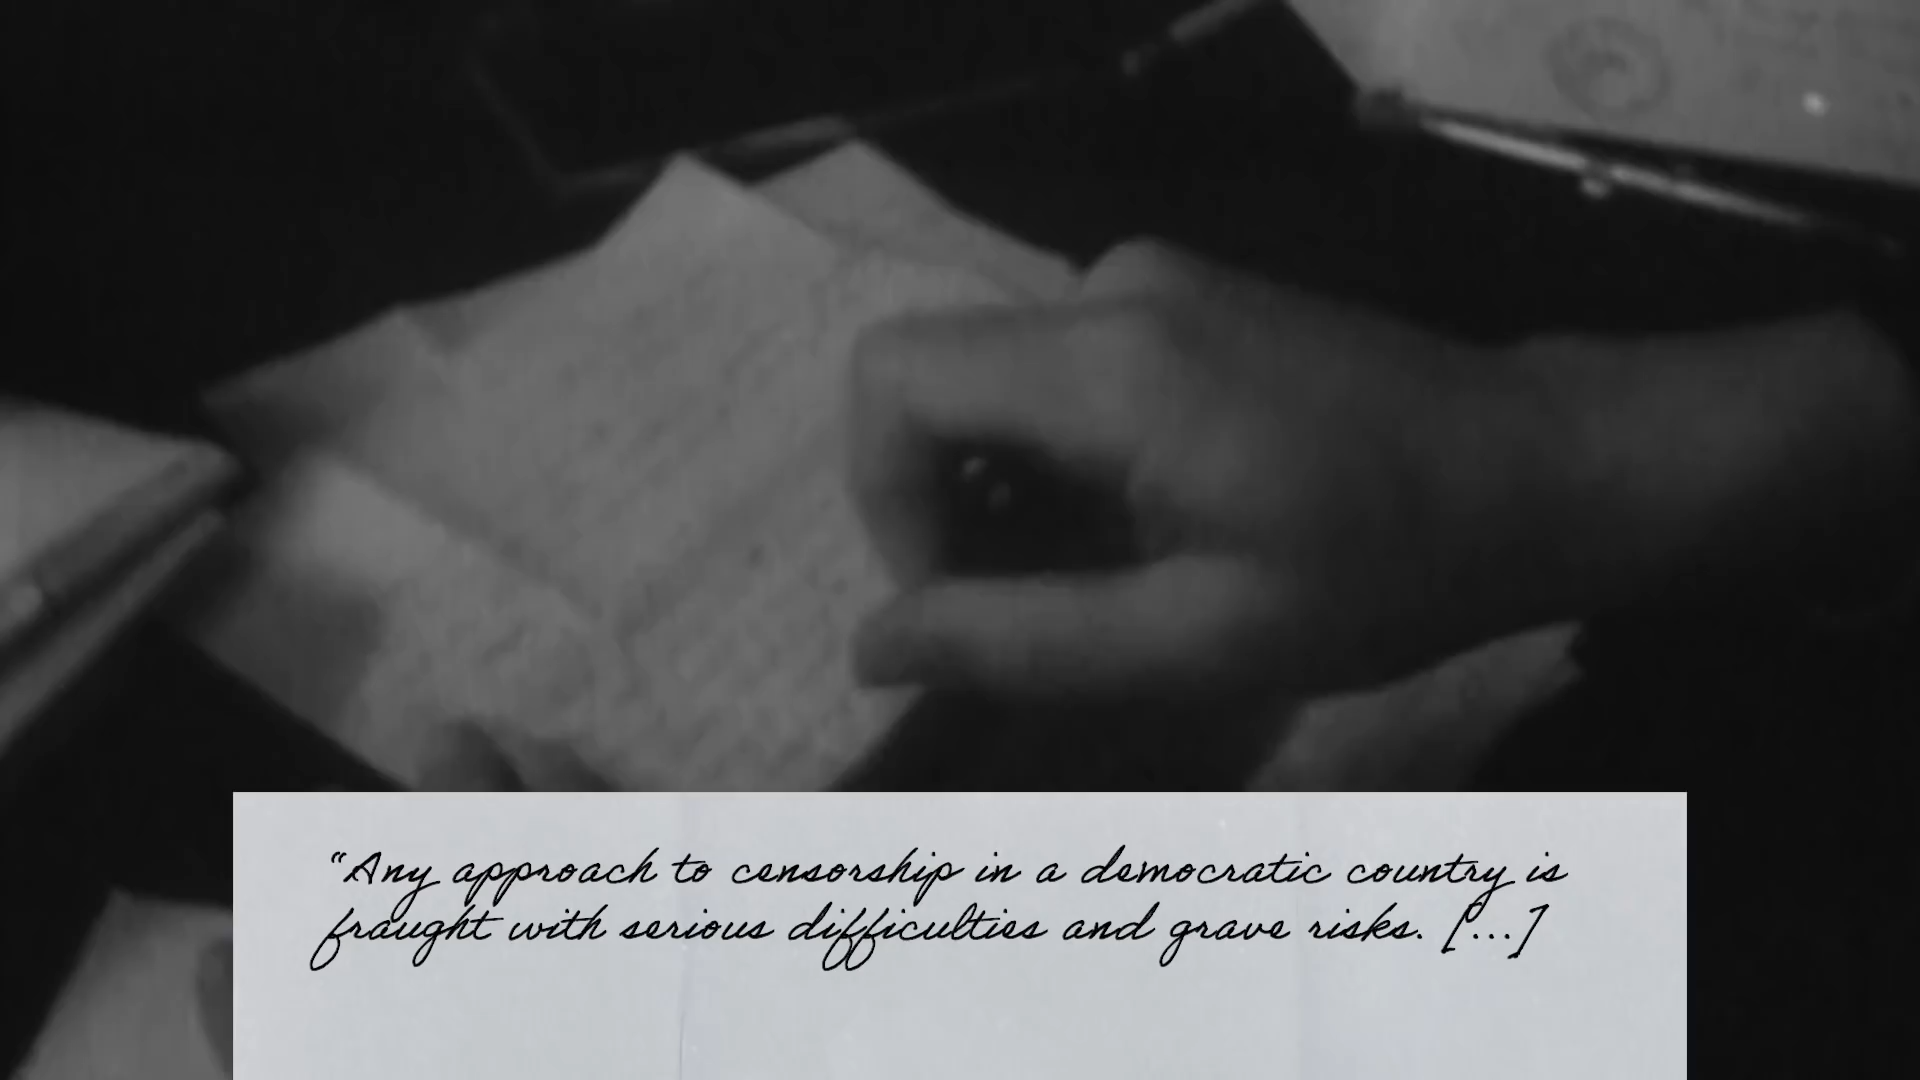 “Any approach to censorship in a democratic country is
fraught with serious difficulties and grave risks. [...]